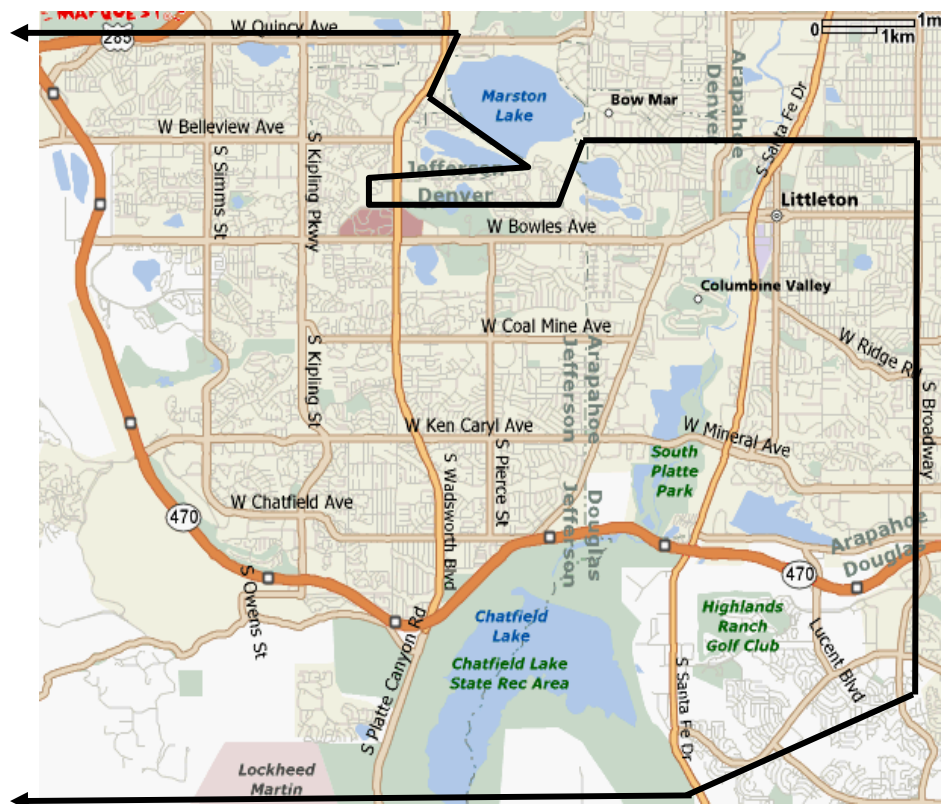 MAPQUEST
285
W Quincy Ave
0
1m
1km
Marston
Lake
Bow Mar
Arapahoe
Denver
S Santa Fe Dr
W Belleview Ave
S Simms St
S Kipling Pkwy
Jefferson
Denver
Littleton
W Bowles Ave
Columbine Valley
W Coal Mine Ave
S Kipling St
Jefferson
Arapahoe
W Ridge Rd
S Broadway
W Ken Caryl Ave
W Mineral Ave
South
Platte
Park
S Wadsworth Blvd
S Pierce St
W Chatfield Ave
470
Jefferson
Douglas
Arapahoe
Douglas
470
S Owens St
Chatfield
Lake
Chatfield Lake
State Rec Area
Highlands
Ranch
Golf Club
Lucent Blvd
S Platte Canyon Rd
S Santa Fe Dr
Lockheed
Martin